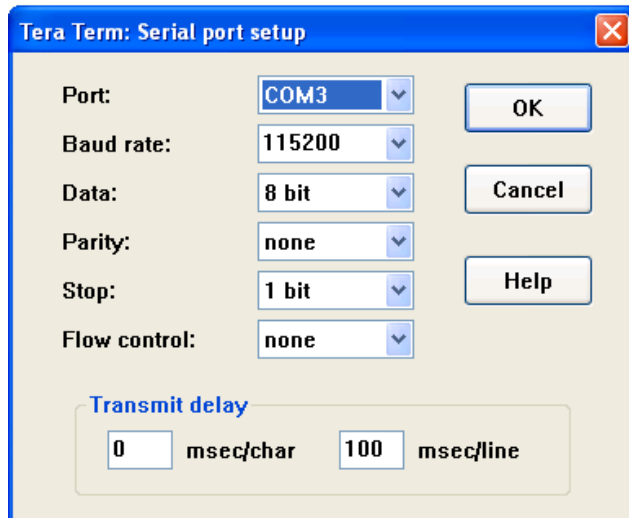 Tera Term: Serial port setup
Port: COM3
OK
Baud rate: 115200
Data: 8 bit
Cancel
Parity: none
Stop: 1 bit
Help
Flow control: none
Transmit delay
0 msec/char 100 msec/line